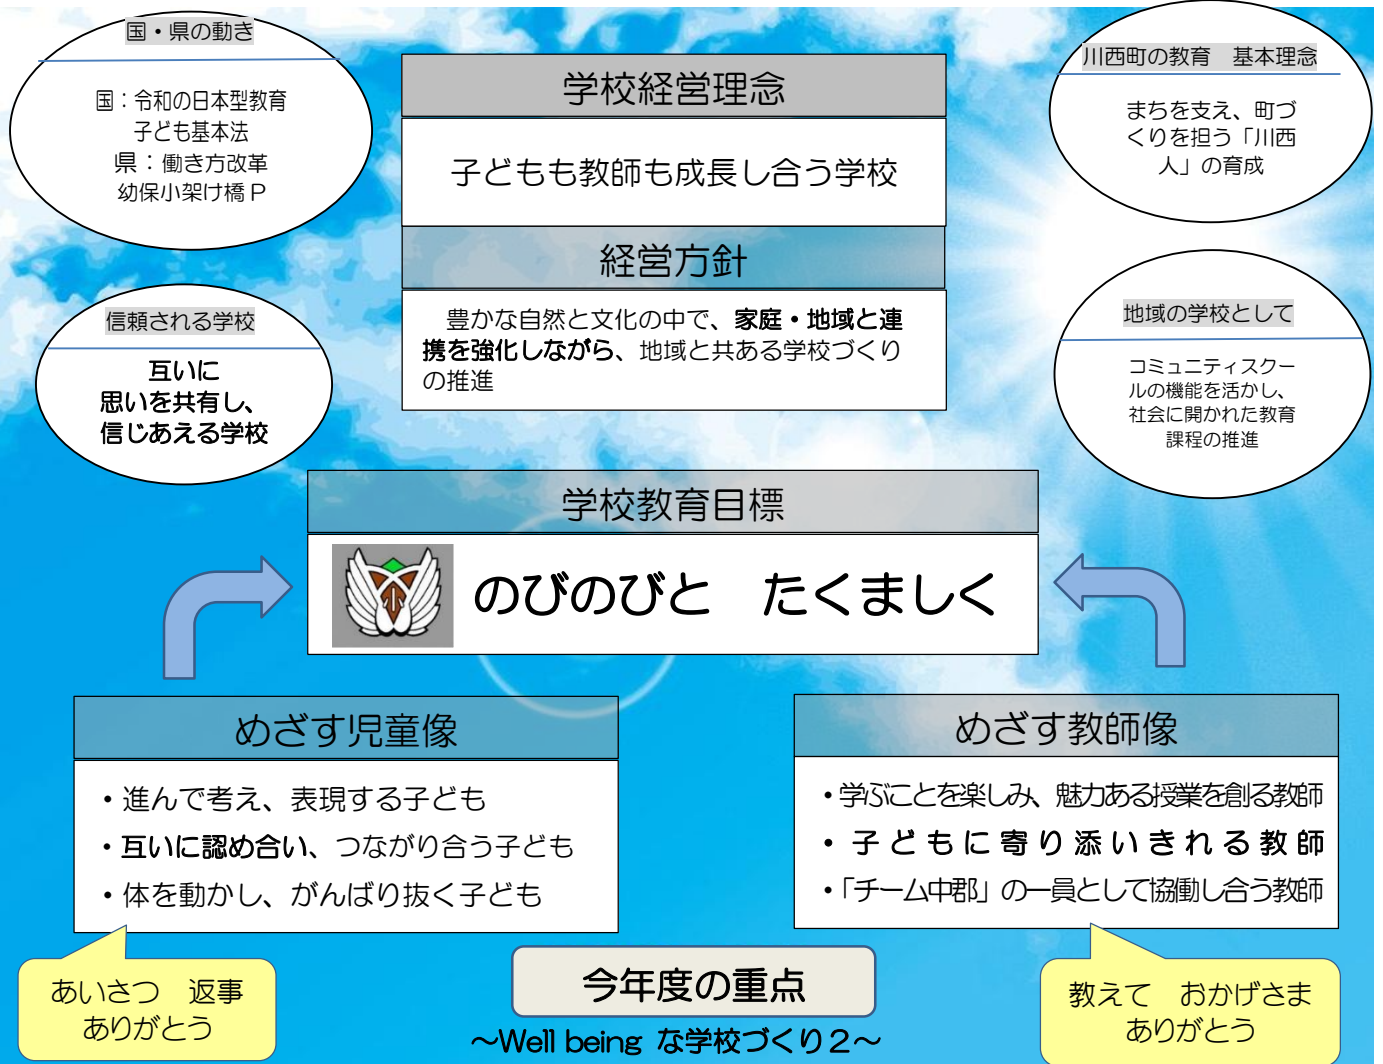 国・県の動き
国：令和の日本型教育
子ども基本法
県：働き方改革
幼保小架け橋Ｐ
学校経営理念
子どもも教師も成長し合う学校
川西町の教育　基本理念
まちを支え、町づ
くりを担う「川西
人」の育成
経営方針
豊かな自然と文化の中で、家庭・地域と連
携を強化しながら、地域と共ある学校づくり
の推進
信頼される学校
互いに
思いを共有し、
信じあえる学校
地域の学校として
コミュニティスクー
ルの機能を活かし、
社会に開かれた教育
課程の推進
学校教育目標
のびのびと　たくましく
めざす児童像
・進んで考え、表現する子ども
・互いに認め合い、つながり合う子ども
・体を動かし、がんばり抜く子ども
めざす教師像
・学ぶことを楽しみ、魅力ある授業を創る教師
・子どもに寄り添いきれる教師
・「チーム中郡」の一員として協働し合う教師
あいさつ　返事
ありがとう
今年度の重点
～Well being な学校づくり２～
教えて　おかげさま
ありがとう